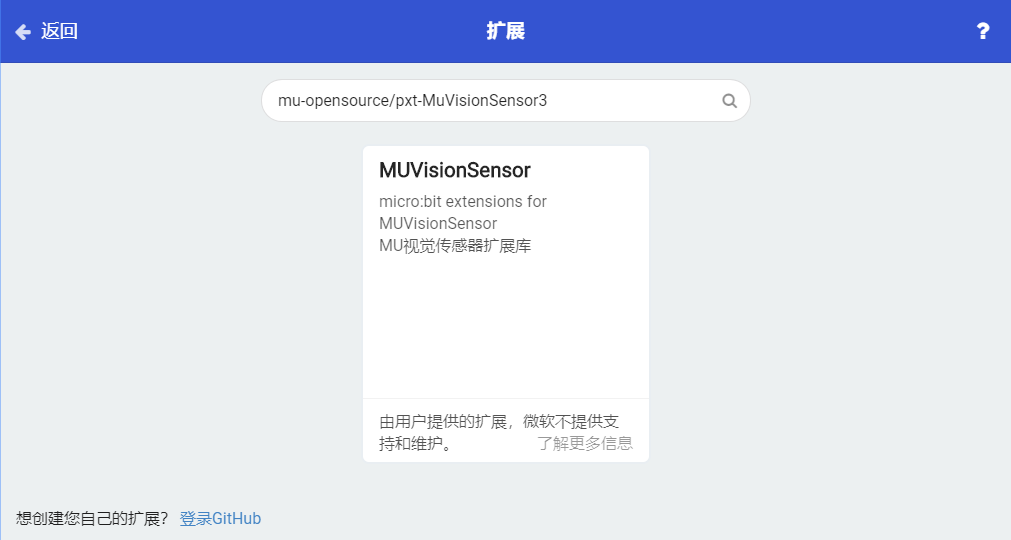 返回
扩展
?
mu-opensource/pxt-MuVisionSensor3
MUVisionSensor
micro:bit extensions for
MUVisionSensor
MU视觉传感器扩展库
由用户提供的扩展，微软不提供支
持和维护。
了解更多信息
想创建您自己的扩展？ 登录GitHub